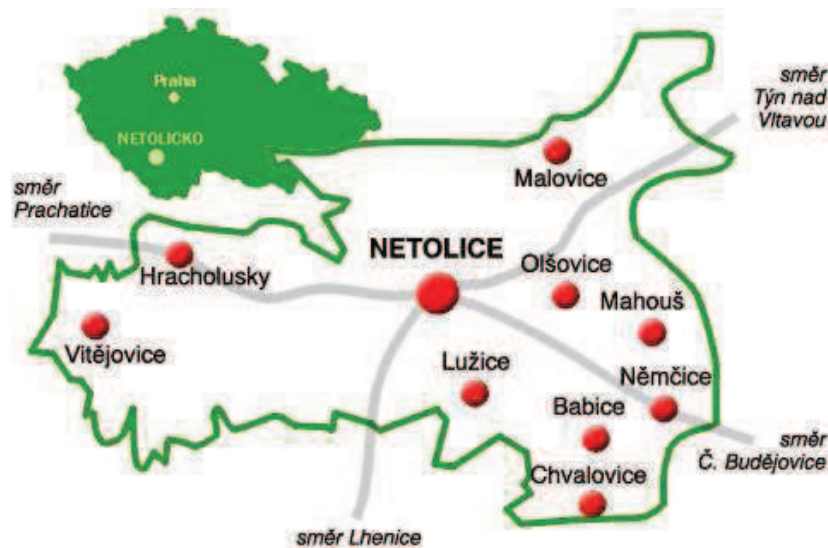 Praha
NETOLICKO
směr
Týn nad
Vltavou
Malovice
směr
Prachatice
NETOLICE
Hracholusky
Olšovice
Mahouš
Vitějovice
Lužice
Němčice
Babice
směr
Č. Budějovice
Chvalovice
směr Lhenice